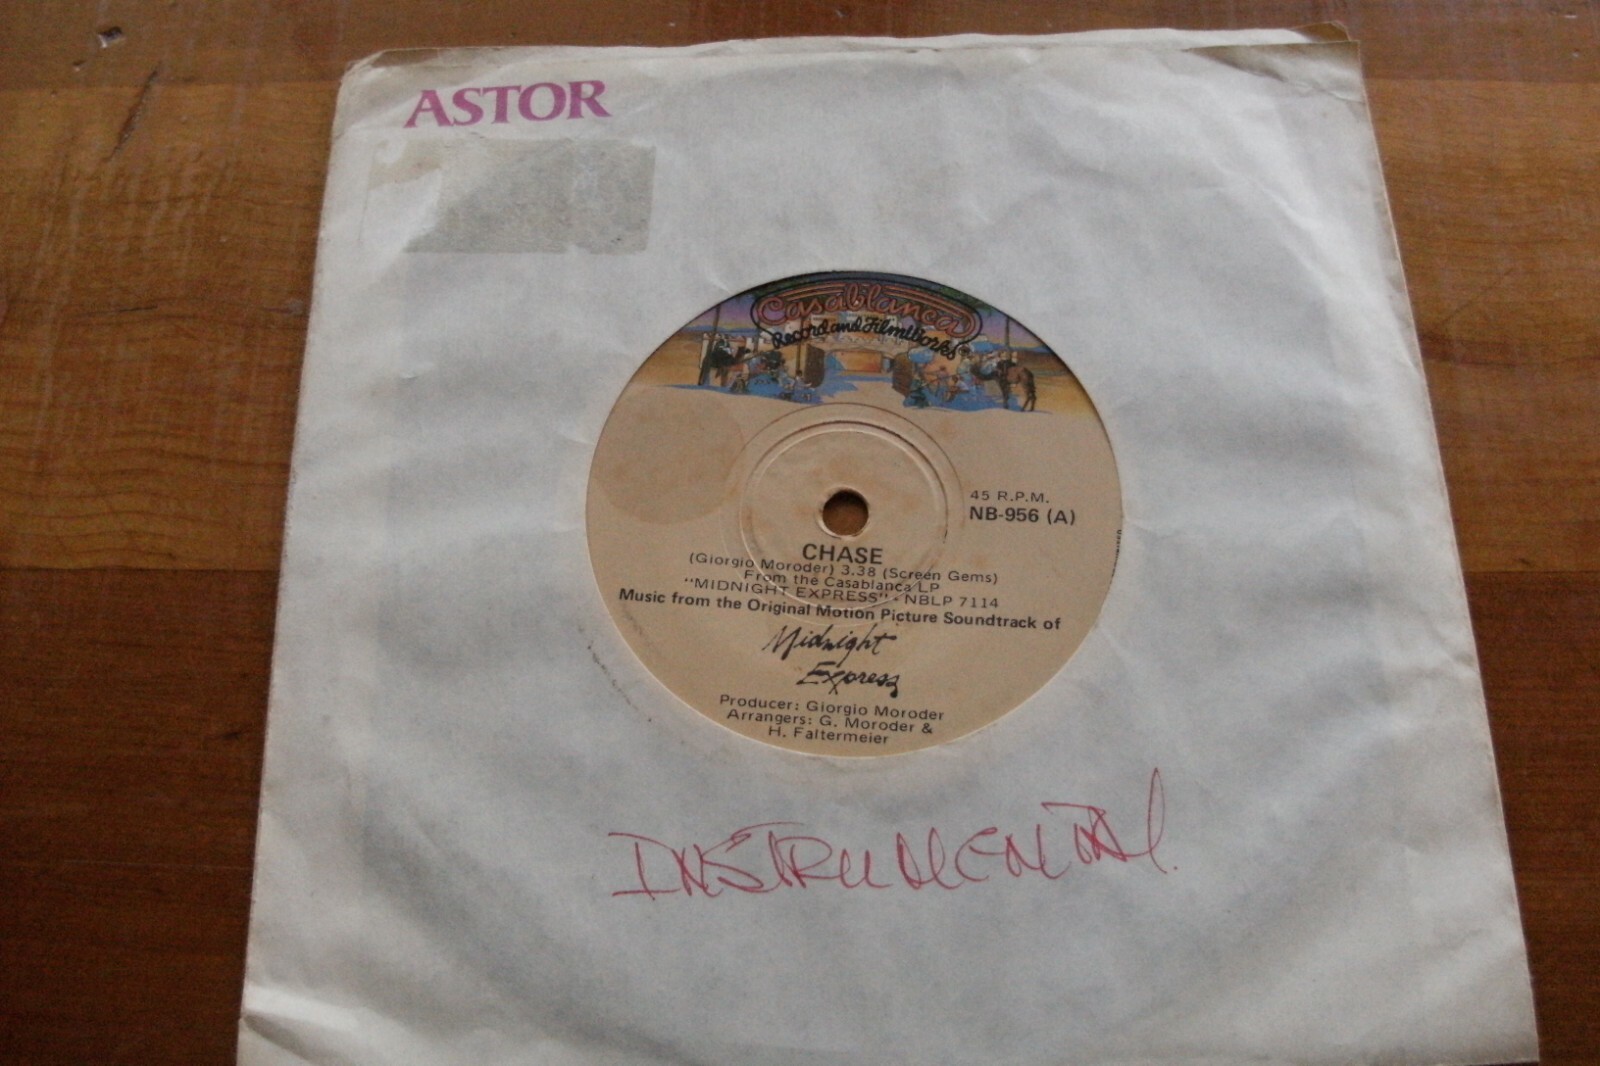 ASTOR
Casablanca
Record and FilmWorks
45 R.P.M.
NB-956 (A)
CHASE
(Giorgio Moroder) 3.38 (Screen Gems)
From the Casablanca LP
"MIDNIGHT EXPRESS" - NBLP 7114
Music from the Original Motion Picture Soundtrack of
Midnight
Express
Producer: Giorgio Moroder
Arrangers: G. Moroder &
H. Faltermeier
INSTRUMENTAL.